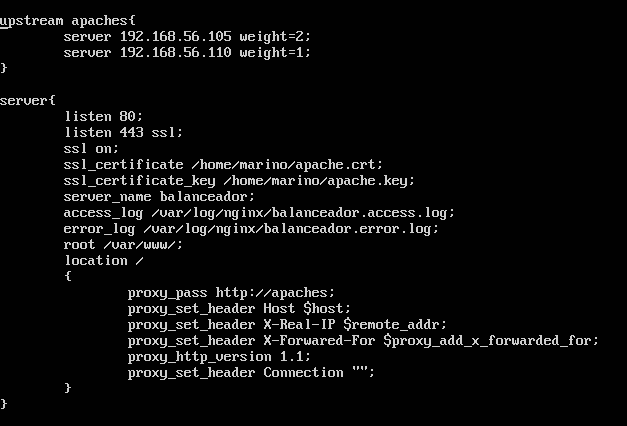 upstream apaches{
        server 192.168.56.105 weight=2;
        server 192.168.56.110 weight=1;
}
server{
        listen 80;
        listen 443 ssl;
        ssl on;
        ssl_certificate /home/marino/apache.crt;
        ssl_certificate_key /home/marino/apache.key;
        server_name balanceador;
        access_log /var/log/nginx/balanceador.access.log;
        error_log /var/log/nginx/balanceador.error.log;
        root /var/www/;
        location /
        {
                proxy_pass http://apaches;
                proxy_set_header Host $host;
                proxy_set_header X-Real-IP $remote_addr;
                proxy_set_header X-Forwared-For $proxy_add_x_forwarded_for;
                proxy_http_version 1.1;
                proxy_set_header Connection "";
        }
}